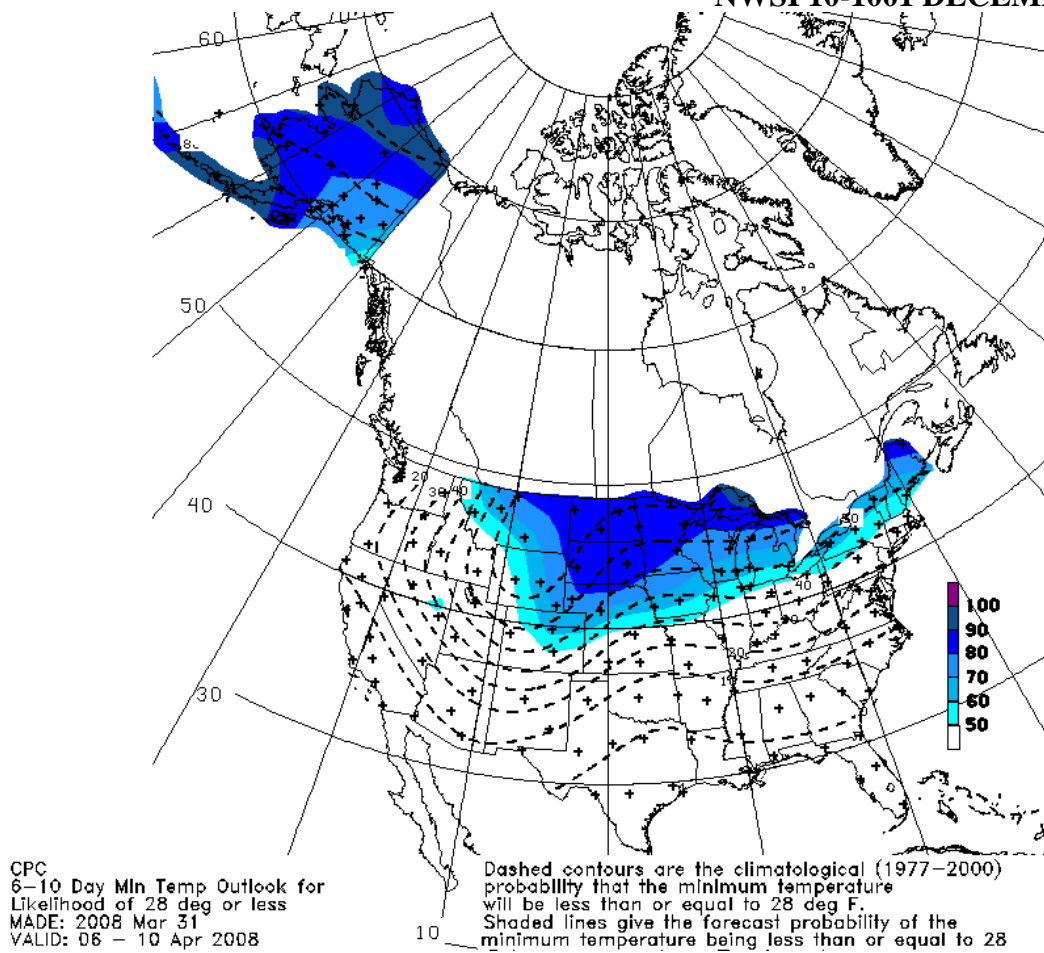 NWSPI 10-1001 DECEM
60
50
40
30
10
20
30
40
50
40
20
10
100
90
80
70
60
50
CPC
6-10 Day Min Temp Outlook for
Likelihood of 28 deg or less
MADE: 2008 Mar 31
VALID: 06 - 10 Apr 2008
Dashed contours are the climatological (1977-2000)
probability that the minimum temperature
will be less than or equal to 28 deg F.
Shaded lines give the forecast probability of the
minimum temperature being less than or equal to 28